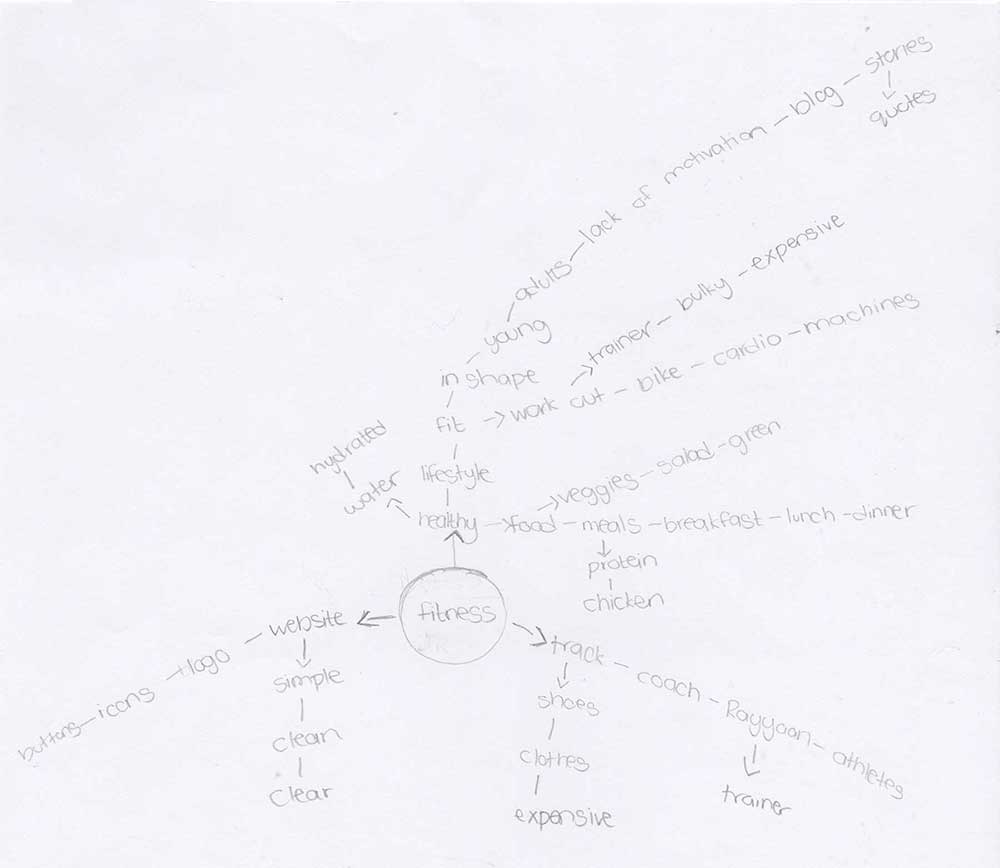 stories
quotes
blog
lack of motivation
adults
young
in shape
trainer - bulky - expensive
fit -> work out - bike - cardio - machines
hydrated
water
lifestyle
veggies - salad - green
healthy -> food - meals - breakfast - lunch - dinner
protein
chicken
fitness
website
logo
icons
buttons
simple
clean
clear
track - coach - Rayyoan - athletes
shoes
clothes
expensive
trainer